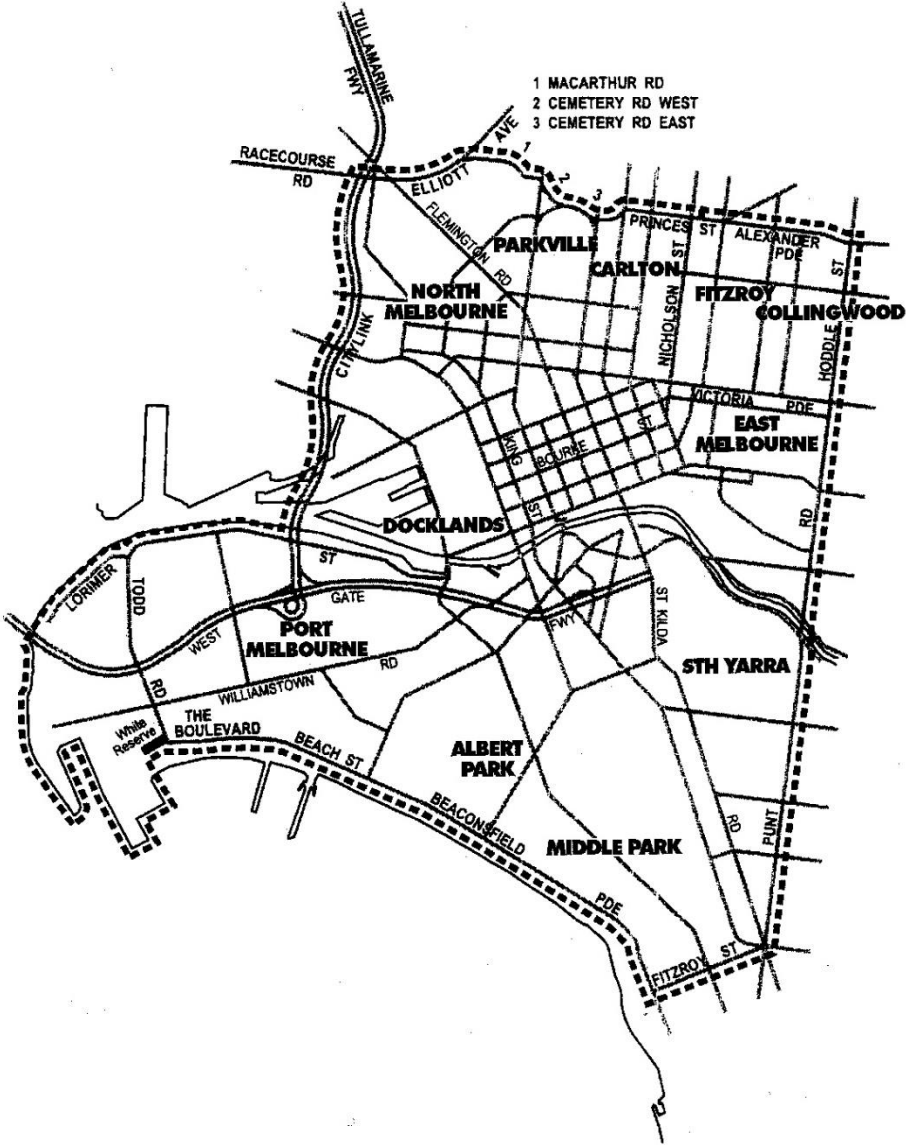 TULLAMARINE
FWY
1 MACARTHUR RD
2 CEMETERY RD WEST
3 CEMETERY RD EAST
RACECOURSE
RD
ELLIOTT
AVE
1
2
3
FLEMINGTON
RD
PARKVILLE
PRINCES ST
ALEXANDER
PDE
CARLTON
NICHOLSON
ST
FITZROY
COLLINGWOOD
HODDLE
ST
NORTH
MELBOURNE
CITYLINK
VICTORIA
PDE
EAST
MELBOURNE
KING
ST
BOURKE
ST
DOCKLANDS
LORIMER
ST
TODD
RD
WEST
GATE
FWY
PORT
MELBOURNE
WILLIAMSTOWN
RD
ST KILDA
RD
STH YARRA
PUNT
RD
White
Reserve
THE
BOULEVARD
BEACH ST
BEACONSFIELD
PDE
ALBERT
PARK
MIDDLE PARK
FITZROY
ST